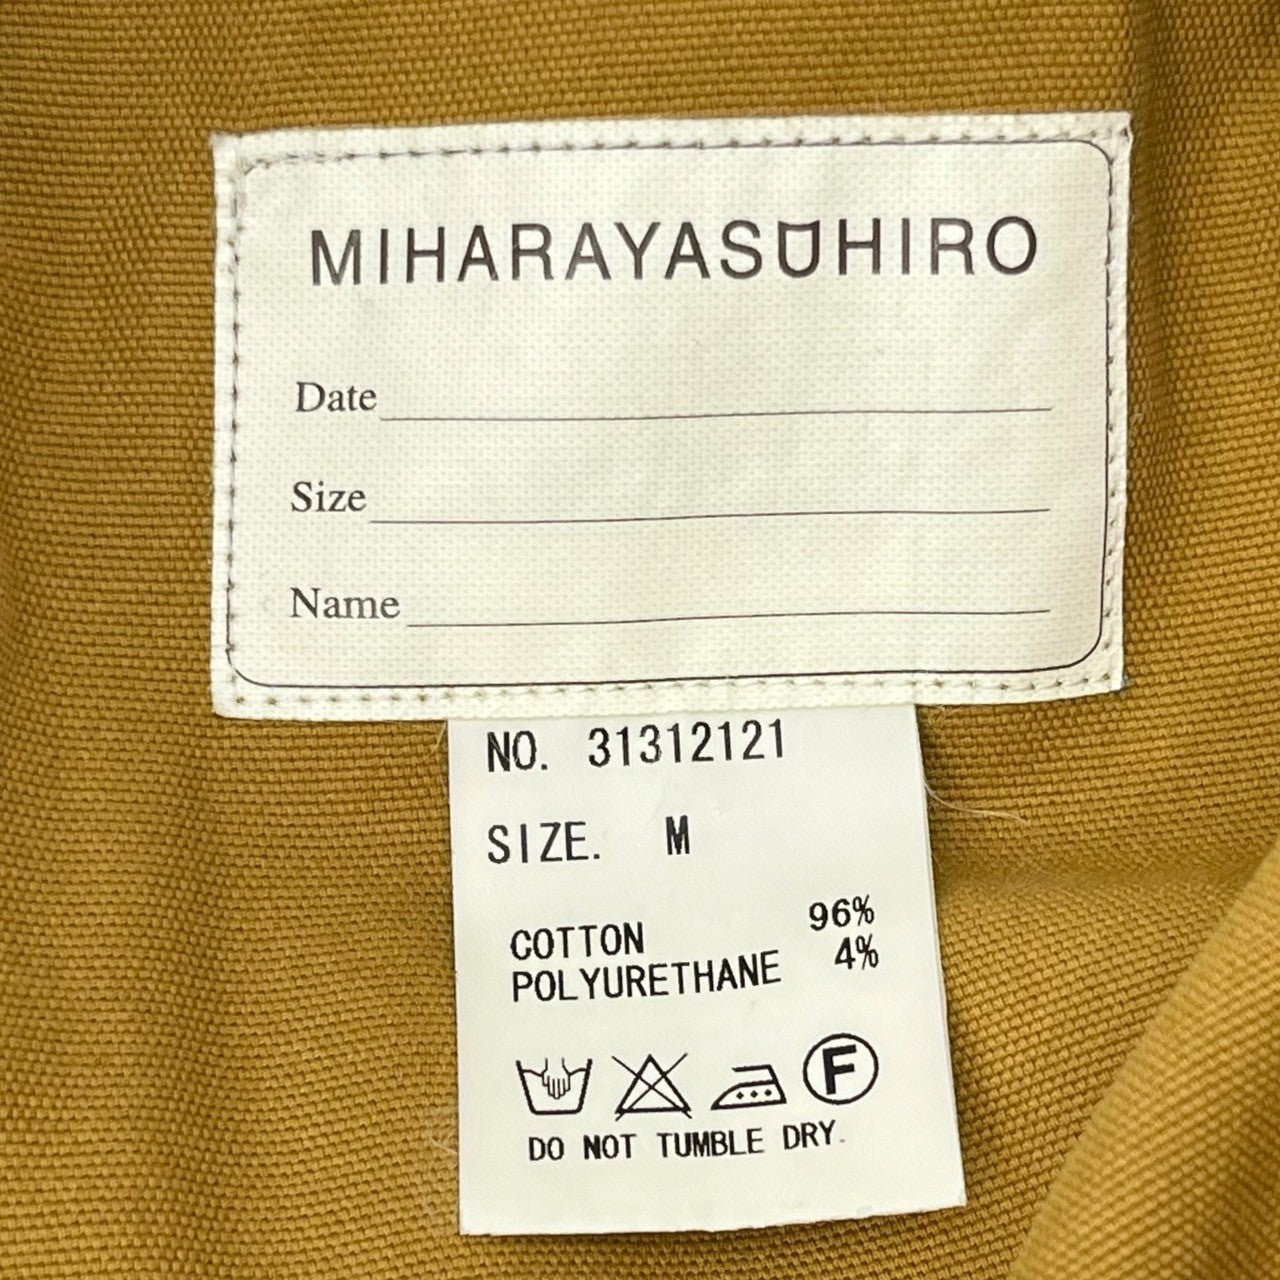 MIHARAYASUHIRO
Date
Size
Name
NO. 31312121
SIZE. M
COTTON 96%
POLYURETHANE 4%
F
DO NOT TUMBLE DRY.